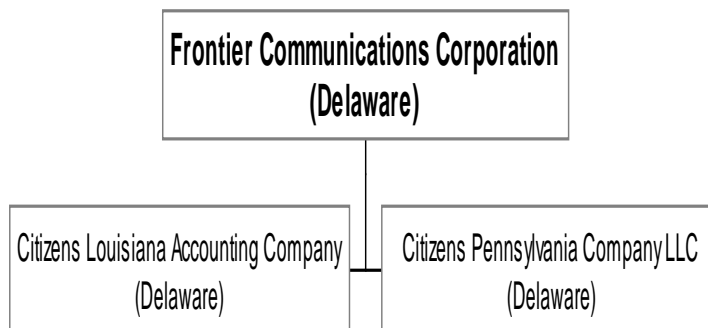 Frontier Communications Corporation
(Delaware)
Citizens Louisiana Accounting Company
(Delaware)
Citizens Pennsylvania Company LLC
(Delaware)